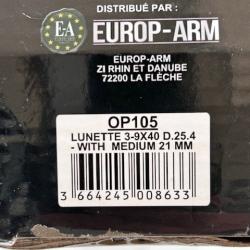 DISTRIBUÉ PAR :
EA
EUROP-ARM
EUROP-ARM
ZI RHIN ET DANUBE
72200 LA FLÈCHE
OP105
LUNETTE 3-9X40 D.25.4
- WITH MEDIUM 21 MM
3 664245 008633